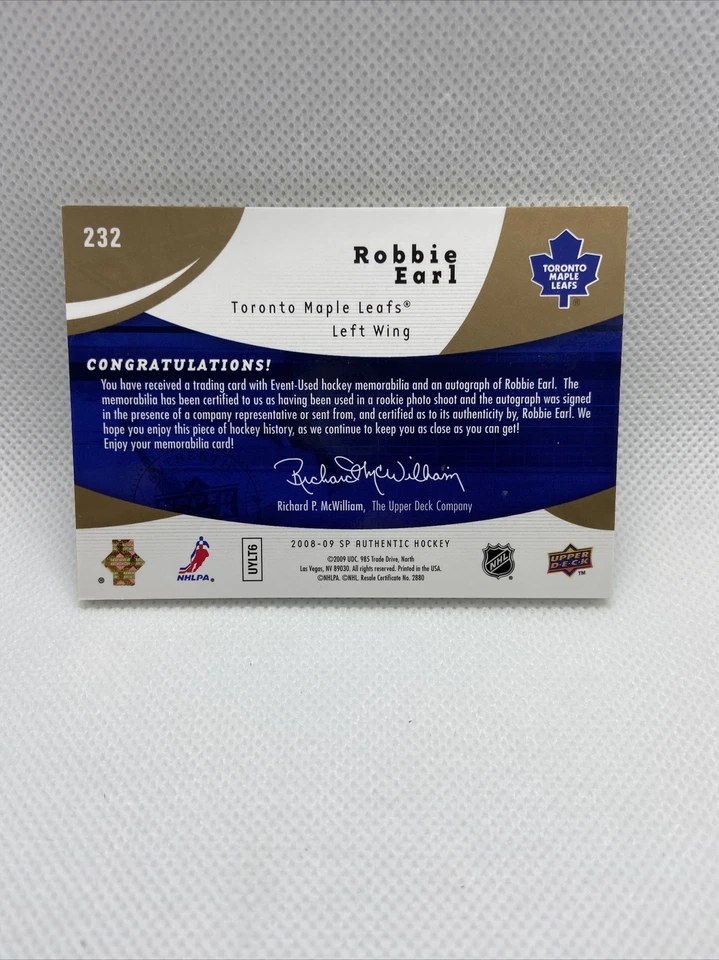 232
Robbie
Earl
Toronto Maple Leafs®
Left Wing
TORONTO
MAPLE
LEAFS
®
CONGRATULATIONS!
You have received a trading card with Event-Used hockey memorabilia and an autograph of Robbie Earl. The
memorabilia has been certified to us as having been used in a rookie photo shoot and the autograph was signed
in the presence of a company representative or sent from, and certified as to its authenticity by, Robbie Earl. We
hope you enjoy this piece of hockey history, as we continue to keep you as close as you can get!
Enjoy your memorabilia card!
Richard McWilliam
Richard P. McWilliam, The Upper Deck Company
®
NHLPA®
UYLT6
2008-09 SP AUTHENTIC HOCKEY
©2009 UDC. 985 Trade Drive, North
Las Vegas, NV 89030. All rights reserved. Printed in the USA.
©NHLPA. ©NHL. Resale Certificate No. 2880
NHL®
UPPER
DECK
™